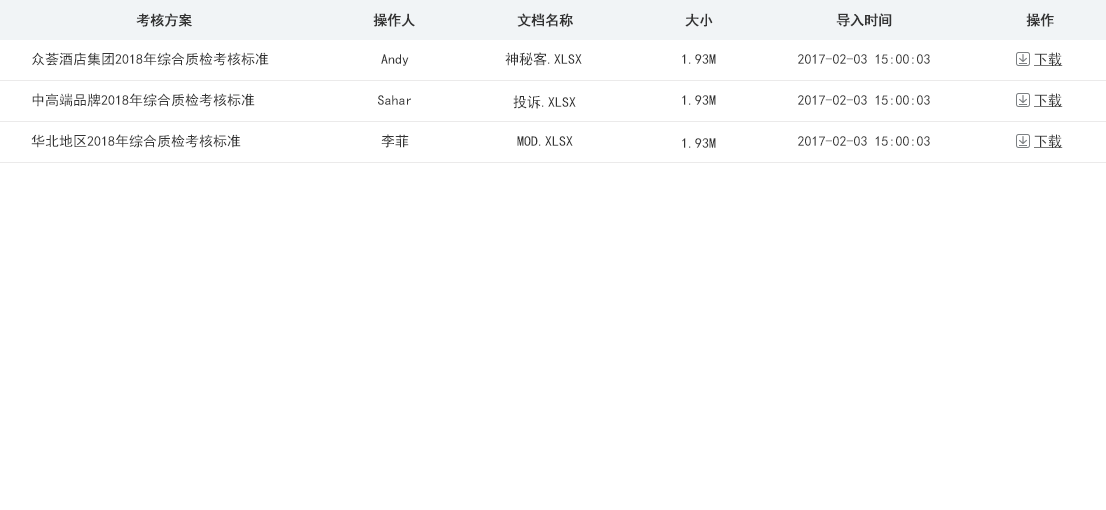 考核方案 操作人 文档名称 大小 导入时间 操作
众荟酒店集团2018年综合质检考核标准 Andy 神秘客.XLSX 1.93M 2017-02-03 15:00:03 下载
中高端品牌2018年综合质检考核标准 Sahar 投诉.XLSX 1.93M 2017-02-03 15:00:03 下载
华北地区2018年综合质检考核标准 李菲 MOD.XLSX 1.93M 2017-02-03 15:00:03 下载